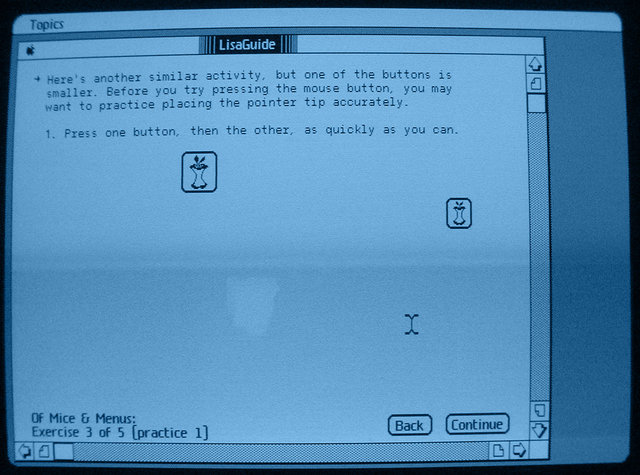 Topics
LisaGuide
→ Here's another similar activity, but one of the buttons is
smaller. Before you try pressing the mouse button, you may
want to practice placing the pointer tip accurately.
1. Press one button, then the other, as quickly as you can.
Of Mice & Menus:
Exercise 3 of 5 [practice 1]
Back
Continue